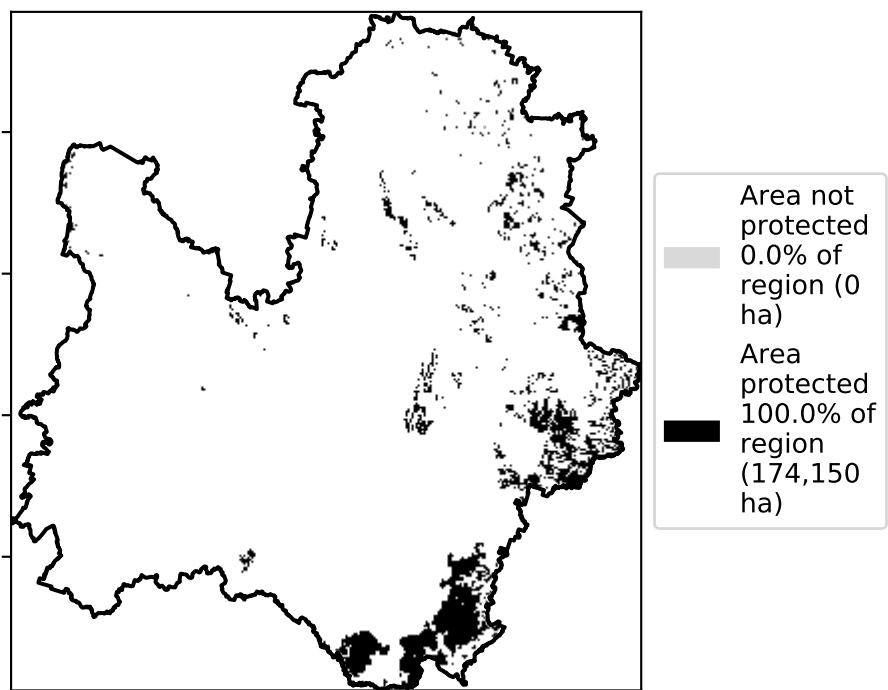 Area not
protected
0.0% of
region (0
ha)
Area
protected
100.0% of
region
(174,150
ha)